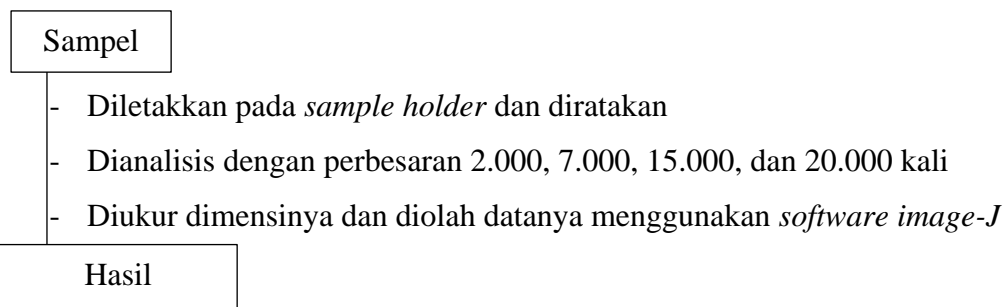 Sampel
- Diletakkan pada sample holder dan diratakan
- Dianalisis dengan perbesaran 2.000, 7.000, 15.000, dan 20.000 kali
- Diukur dimensinya dan diolah datanya menggunakan software image-J
Hasil